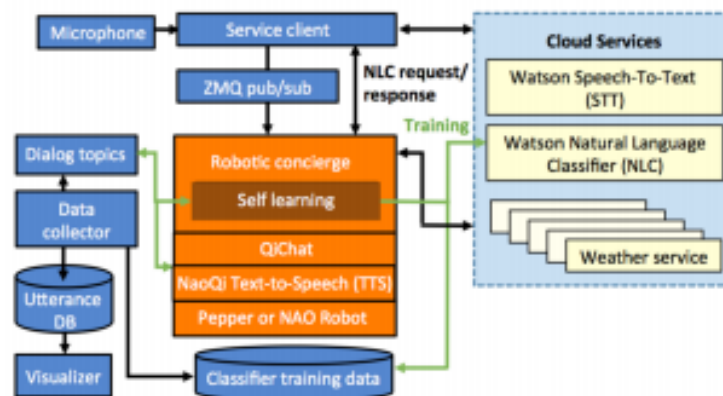 Microphone
Service client
Cloud Services
ZMQ pub/sub
NLC request/
response
Watson Speech-To-Text
(STT)
Training
Dialog topics
Robotic concierge
Watson Natural Language
Classifier (NLC)
Self learning
Data
collector
QiChat
Weather service
NaoQi Text-to-Speech (TTS)
Utterance
DB
Pepper or NAO Robot
Visualizer
Classifier training data